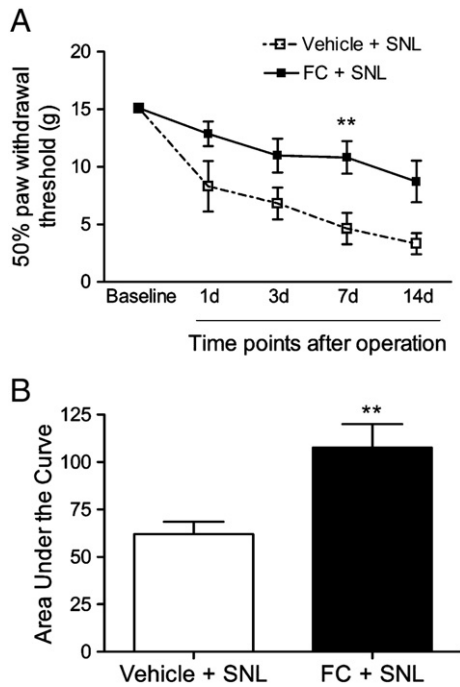 A
Vehicle + SNL
FC + SNL
**
50% paw withdrawal
threshold (g)
20
15
10
5
0
Baseline 1d 3d 7d 14d
Time points after operation
B
**
Area Under the Curve
125
100
75
50
25
0
Vehicle + SNL FC + SNL